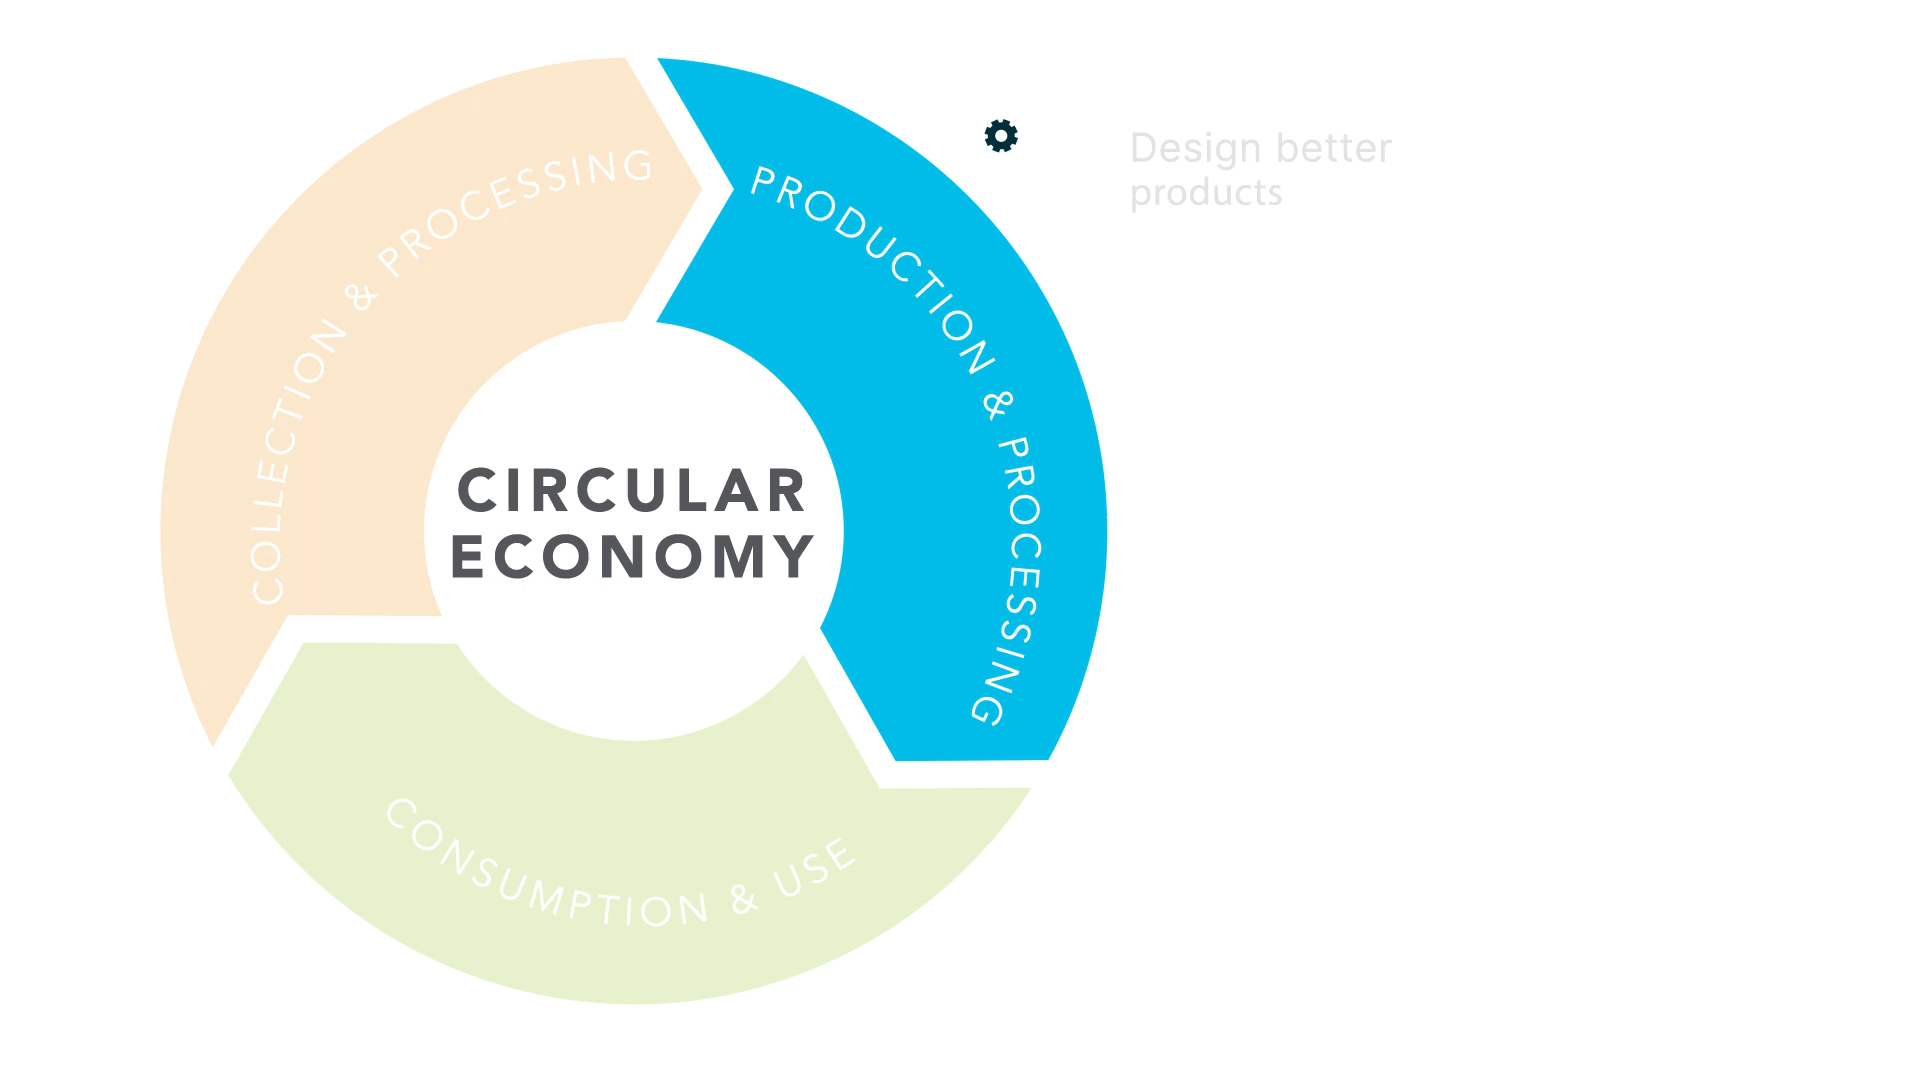 COLLECTION & PROCESSING
PRODUCTION & PROCESSING
Design better
products
CIRCULAR
ECONOMY
CONSUMPTION & USE